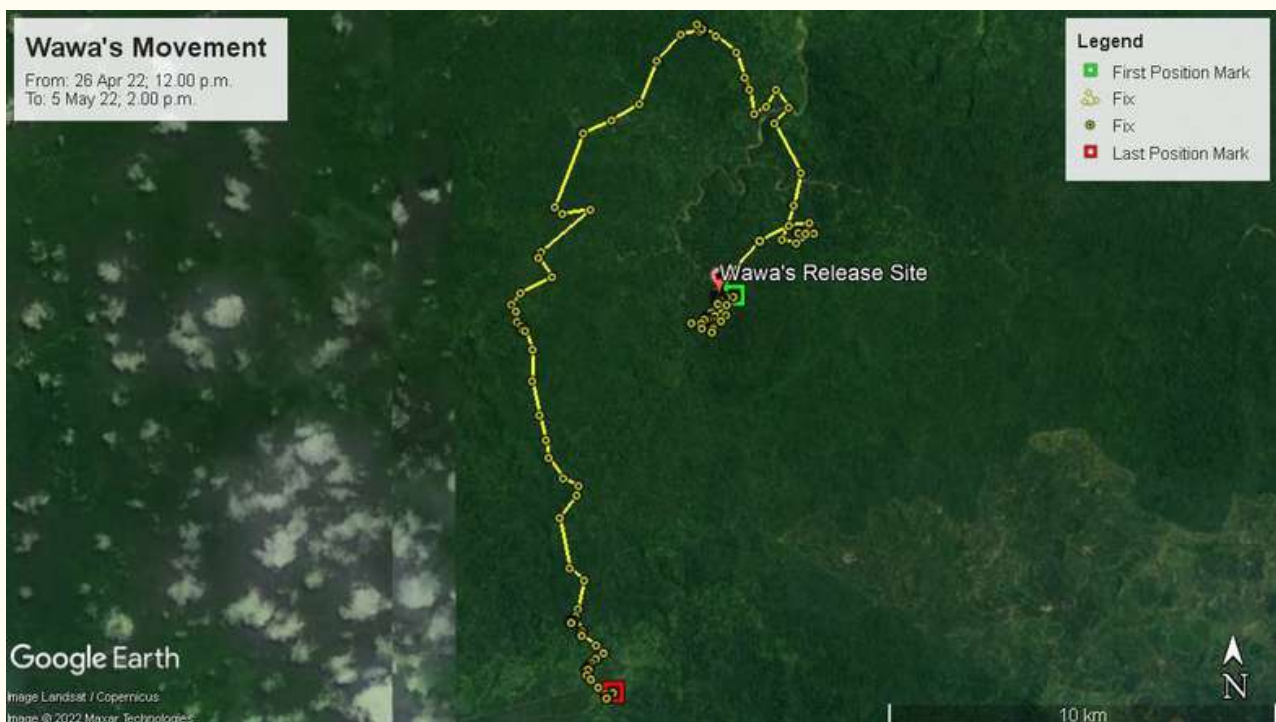 Wawa's Movement
From: 26 Apr 22; 12.00 p.m.
To: 5 May 22; 2.00 p.m.
Legend
First Position Mark
Fix
Fix
Last Position Mark
Wawa's Release Site
Google Earth
Image Landsat / Copernicus
Image © 2022 Maxar Technologies
10 km
N